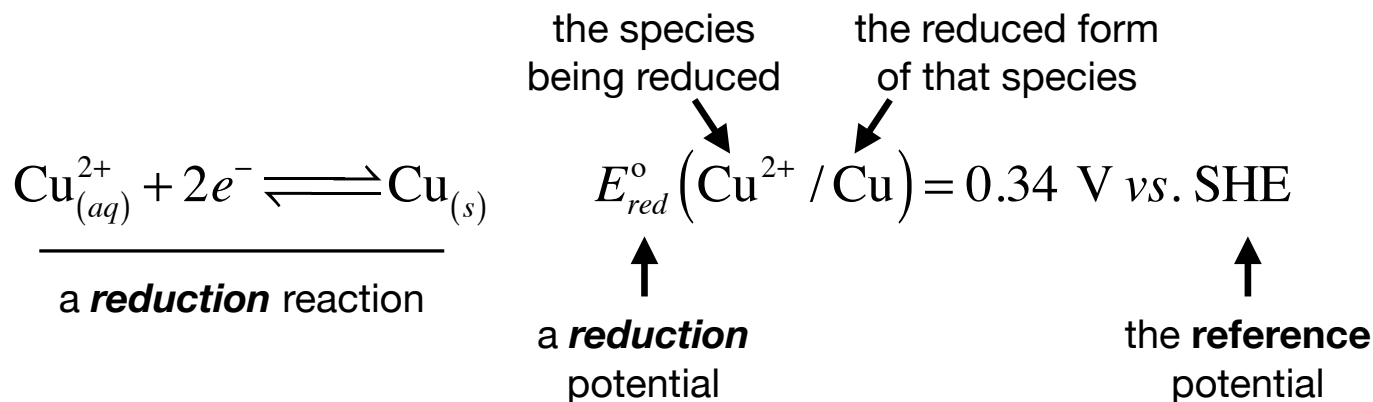 the species
being reduced
the reduced form
of that species
Cu²⁺₍aq₎ + 2e⁻ ⇌ Cu₍s₎
E°red (Cu²⁺ / Cu) = 0.34 V vs. SHE
a reduction reaction
a reduction
potential
the reference
potential